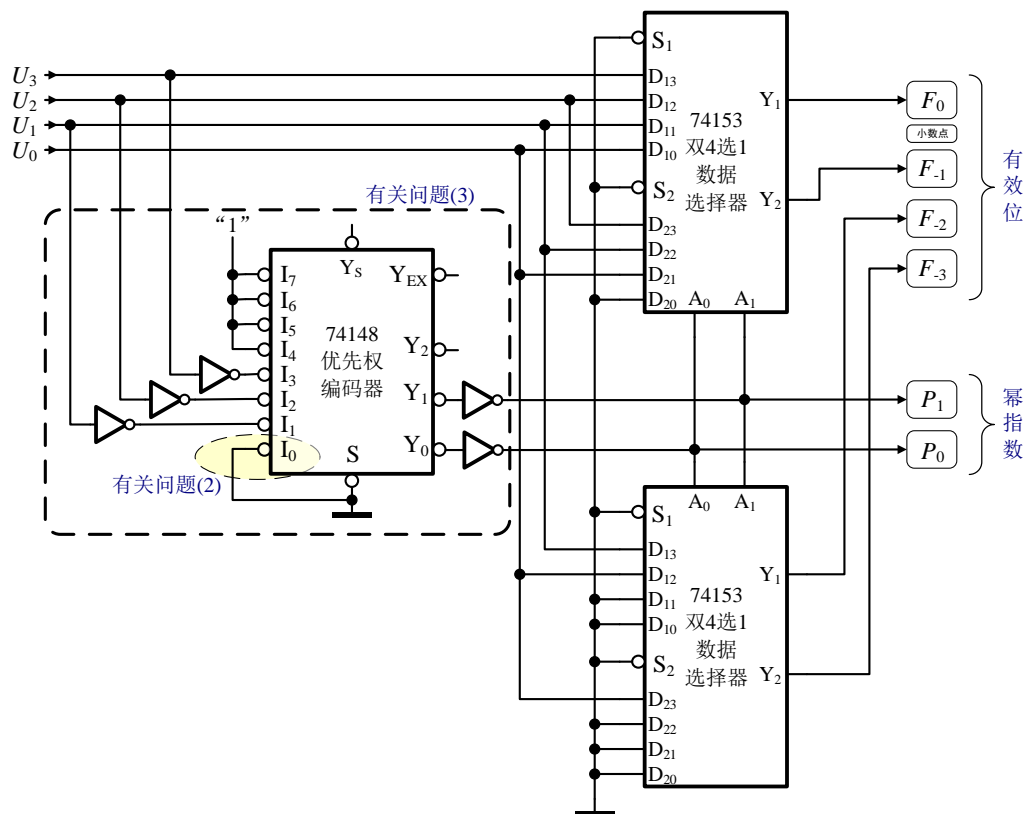 U3
U2
U1
U0
有关问题(3)
“1”
I7
I6
I5
I4
I3
I2
I1
I0
YS
YEX
Y2
Y1
Y0
S
74148
优先权
编码器
有关问题(2)
S1
D13
D12
D11
D10
S2
D23
D22
D21
D20
A0
A1
Y1
Y2
74153
双4选1
数据
选择器
F0
小数点
F-1
F-2
F-3
有效位
P1
P0
幂指数
A0
A1
S1
D13
D12
D11
D10
S2
D23
D22
D21
D20
Y1
Y2
74153
双4选1
数据
选择器